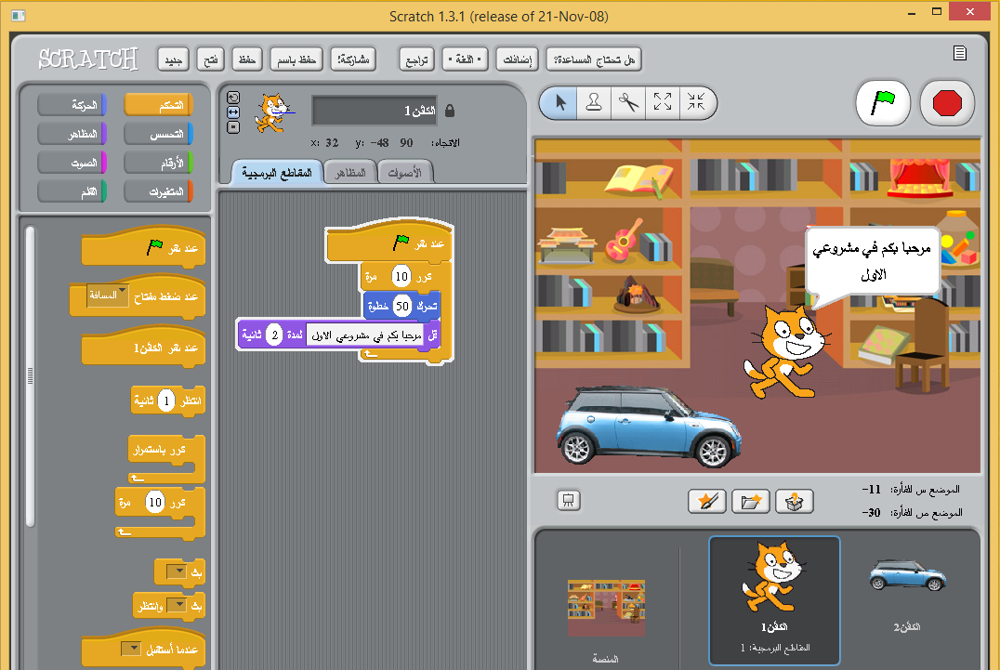 Scratch 1.3.1 (release of 21-Nov-08)
SCRATCH
جديد
فتح
حفظ
حفظ باسم
مشاركة!
تراجع
• اللغة •
إضافات
هل تحتاج المساعدة؟
التحكم
الحركة
التحسس
المظاهر
الأرقام
الصوت
المتغيرات
القلم
الكائن1
x: 32 y: -48 90 الاتجاه:
المقاطع البرمجية
المظاهر
الأصوات
عند نقر
عند ضغط مفتاح المسافة
عند نقر الكائن1
انتظر 1 ثانية
كرر باستمرار
كرر 10 مرة
بث
بث وانتظر
عندما أستقبل
عند نقر
كرر 10 مرة
تحرك 50 خطوة
قل مرحبا بكم في مشروعي الاول لمدة 2 ثانية
مرحبا بكم في مشروعي
الاول
الموضع س للفأرة: -11
الموضع ص للفأرة: -30
المنصة
الكائن1
المقاطع البرمجية: 1
الكائن2